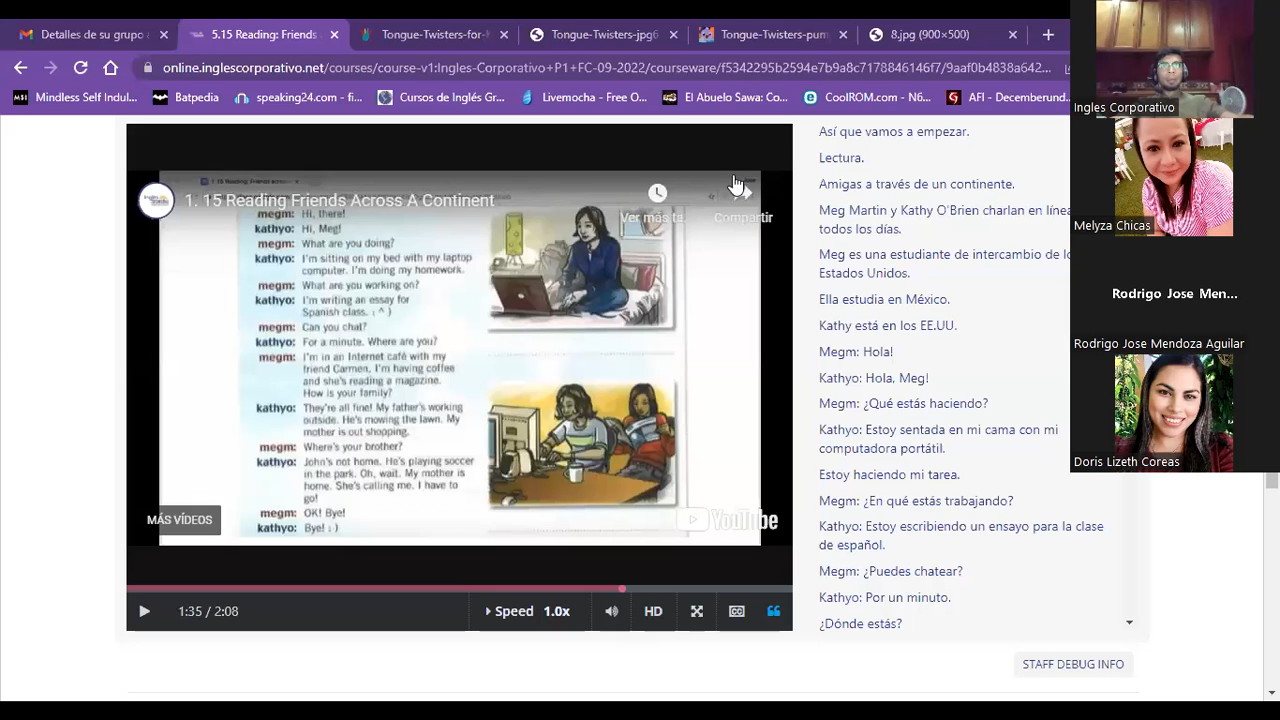 Detalles de su grupo
5.15 Reading: Friends
Tongue-Twisters-for-
Tongue-Twisters-jpg6
Tongue-Twisters-pum
8.jpg (900×500)
online.inglescorporativo.net/courses/course-v1:InglesCorporativo+P1+FC-09-2022/courseware/f5342295b2594e7b9a8c7178846146f7/9aaf0b4838a642...
Mindless Self Indul...
Batpedia
speaking24.com - fi...
Cursos de Inglés Gr...
Livemocha - Free O...
El Abuelo Sawa: Co...
CoolROM.com - N6...
AFI - Decemberund...
1. 15 Reading Friends Across A Continent
Ver más ta...
Compartir
megm: Hi, there!
kathyo: Hi, Meg!
megm: What are you doing?
kathyo: I'm sitting on my bed with my laptop
computer. I'm doing my homework.
megm: What are you working on?
kathyo: I'm writing an essay for
Spanish class. : ^ )
megm: Can you chat?
kathyo: For a minute. Where are you?
megm: I'm in an Internet café with my
friend Carmen. I'm having coffee
and she's reading a magazine.
How is your family?
kathyo: They're all fine! My father's working
outside. He's mowing the lawn. My
mother is out shopping.
megm: Where's your brother?
kathyo: John's not home. He's playing soccer
in the park. Oh, wait. My mother is
home. She's calling me. I have to
go!
megm: OK! Bye!
kathyo: Bye! : )
MÁS VÍDEOS
YouTube
1:35 / 2:08
Speed 1.0x
HD
Así que vamos a empezar.
Lectura.
Amigas a través de un continente.
Meg Martin y Kathy O'Brien charlan en línea
todos los días.
Meg es una estudiante de intercambio de lo
Estados Unidos.
Ella estudia en México.
Kathy está en los EE.UU.
Megm: Hola!
Kathyo: Hola, Meg!
Megm: ¿Qué estás haciendo?
Kathyo: Estoy sentada en mi cama con mi
computadora portátil.
Estoy haciendo mi tarea.
Megm: ¿En qué estás trabajando?
Kathyo: Estoy escribiendo un ensayo para la clase
de español.
Megm: ¿Puedes chatear?
Kathyo: Por un minuto.
¿Dónde estás?
STAFF DEBUG INFO
Ingles Corporativo
Melyza Chicas
Rodrigo Jose Men...
Rodrigo Jose Mendoza Aguilar
Doris Lizeth Coreas